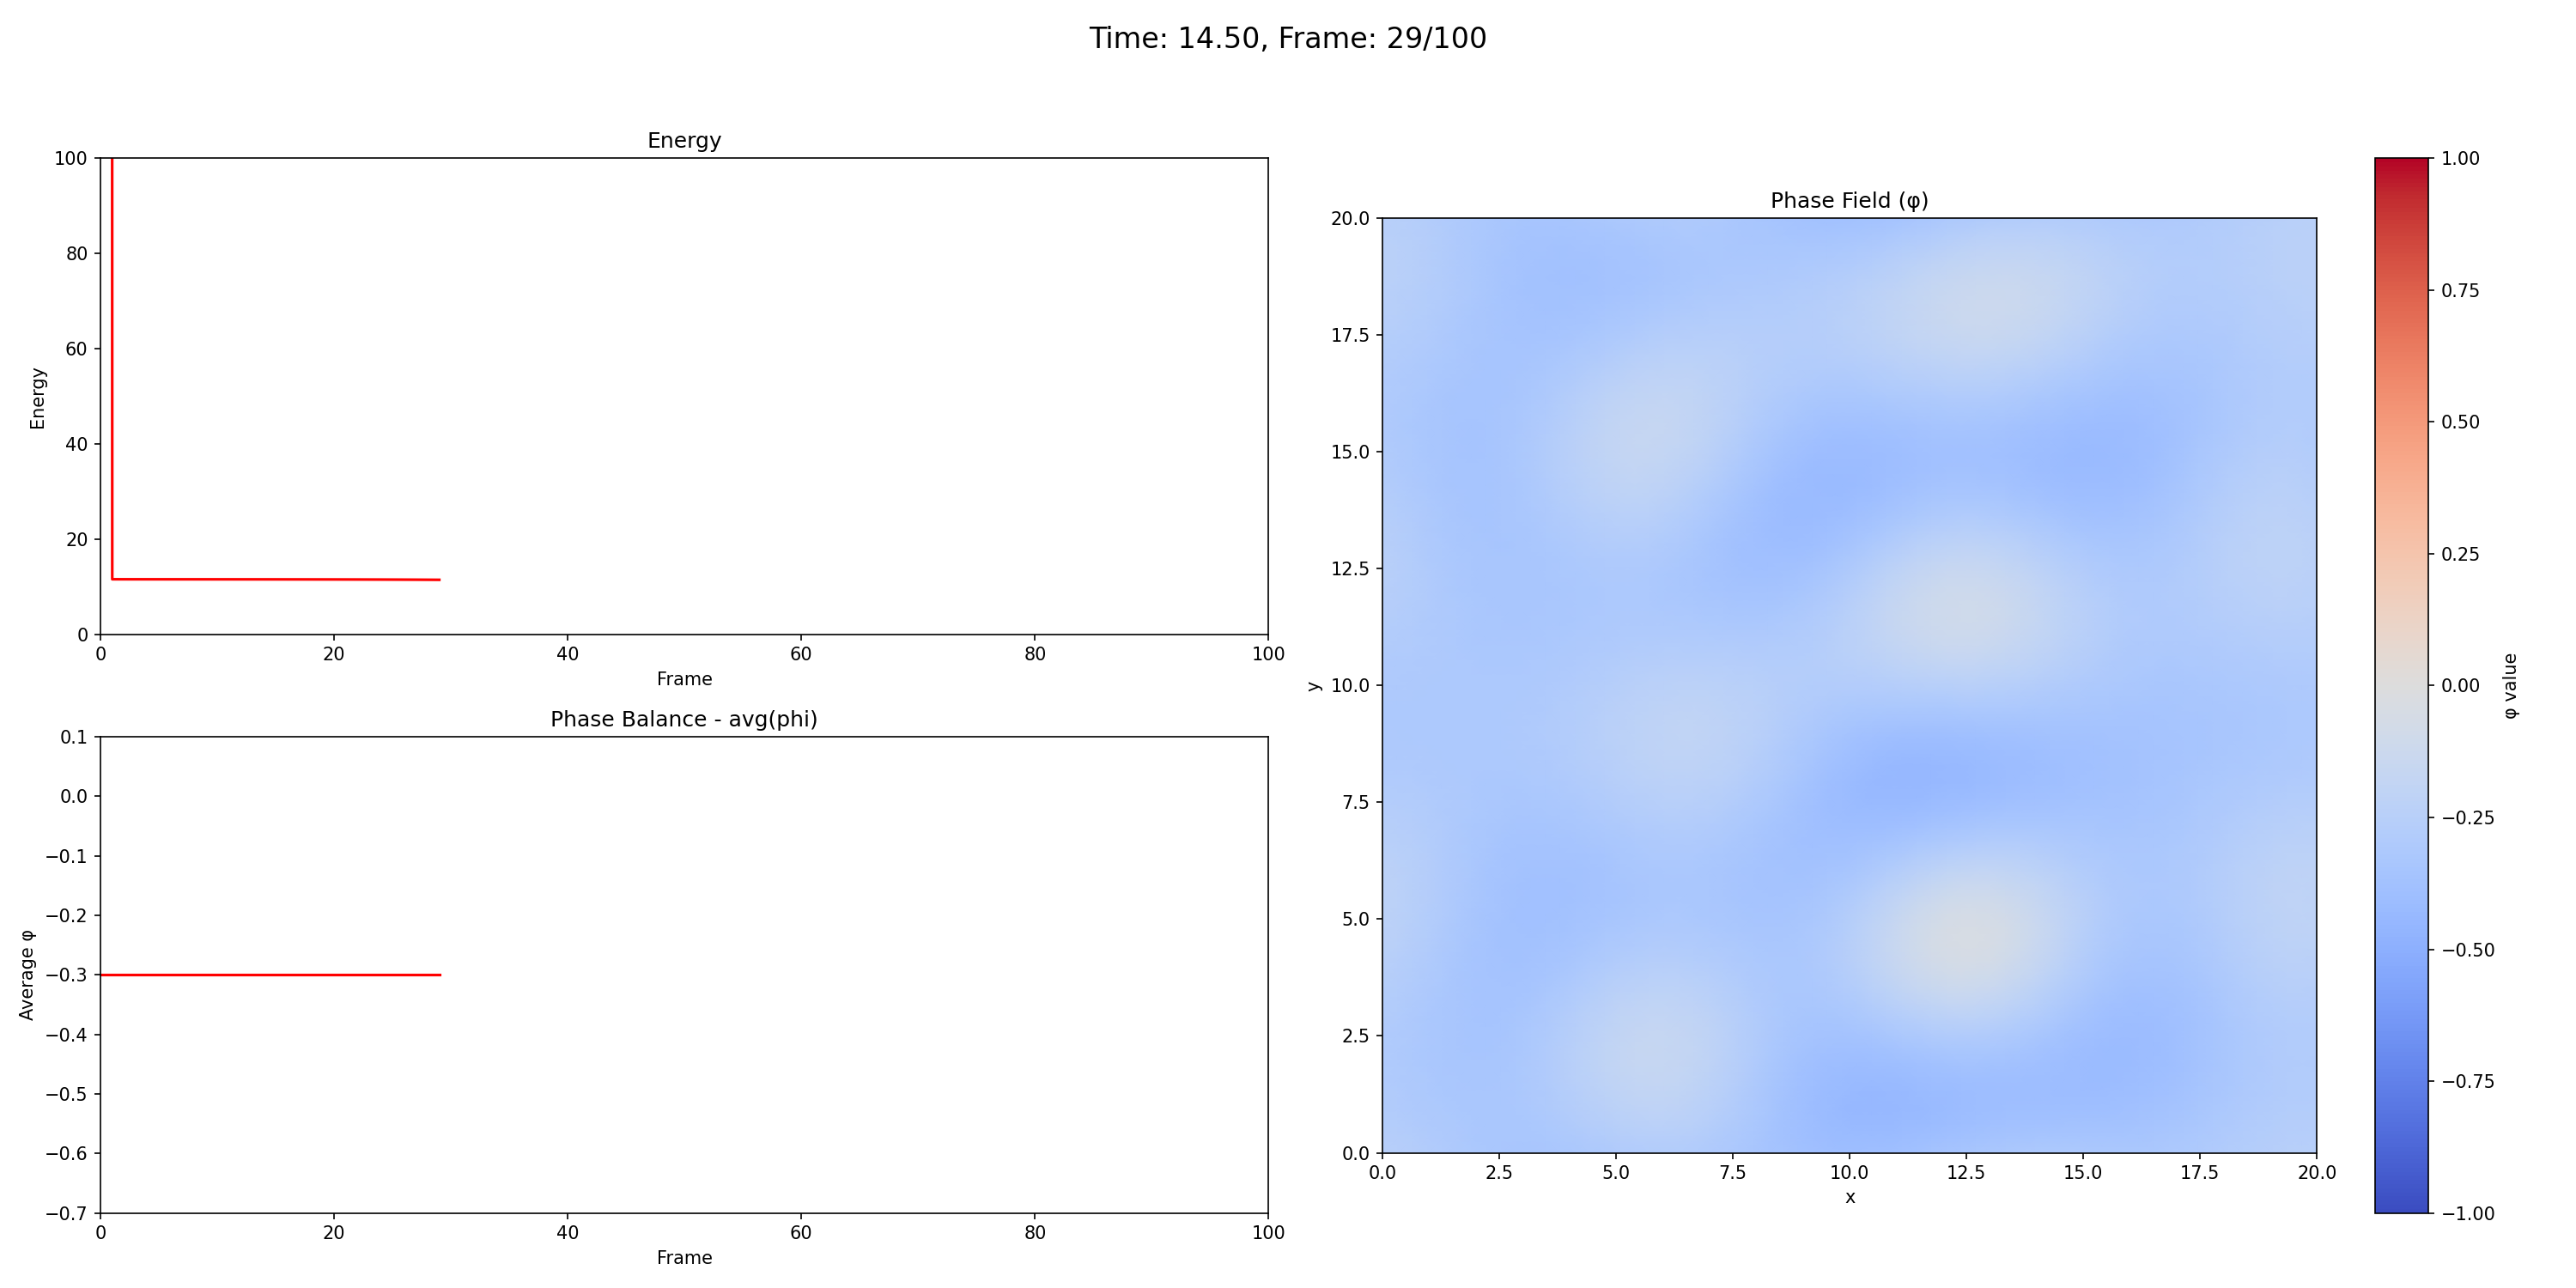 Time: 14.50, Frame: 29/100
Energy
100
80
60
40
20
0
Energy
0 20 40 60 80 100
Frame
Phase Balance - avg(phi)
0.1
0.0
−0.1
−0.2
−0.3
−0.4
−0.5
−0.6
−0.7
Average φ
0 20 40 60 80 100
Frame
Phase Field (φ)
20.0
17.5
15.0
12.5
10.0
7.5
5.0
2.5
0.0
y
0.0 2.5 5.0 7.5 10.0 12.5 15.0 17.5 20.0
x
1.00
0.75
0.50
0.25
0.00
−0.25
−0.50
−0.75
−1.00
φ value